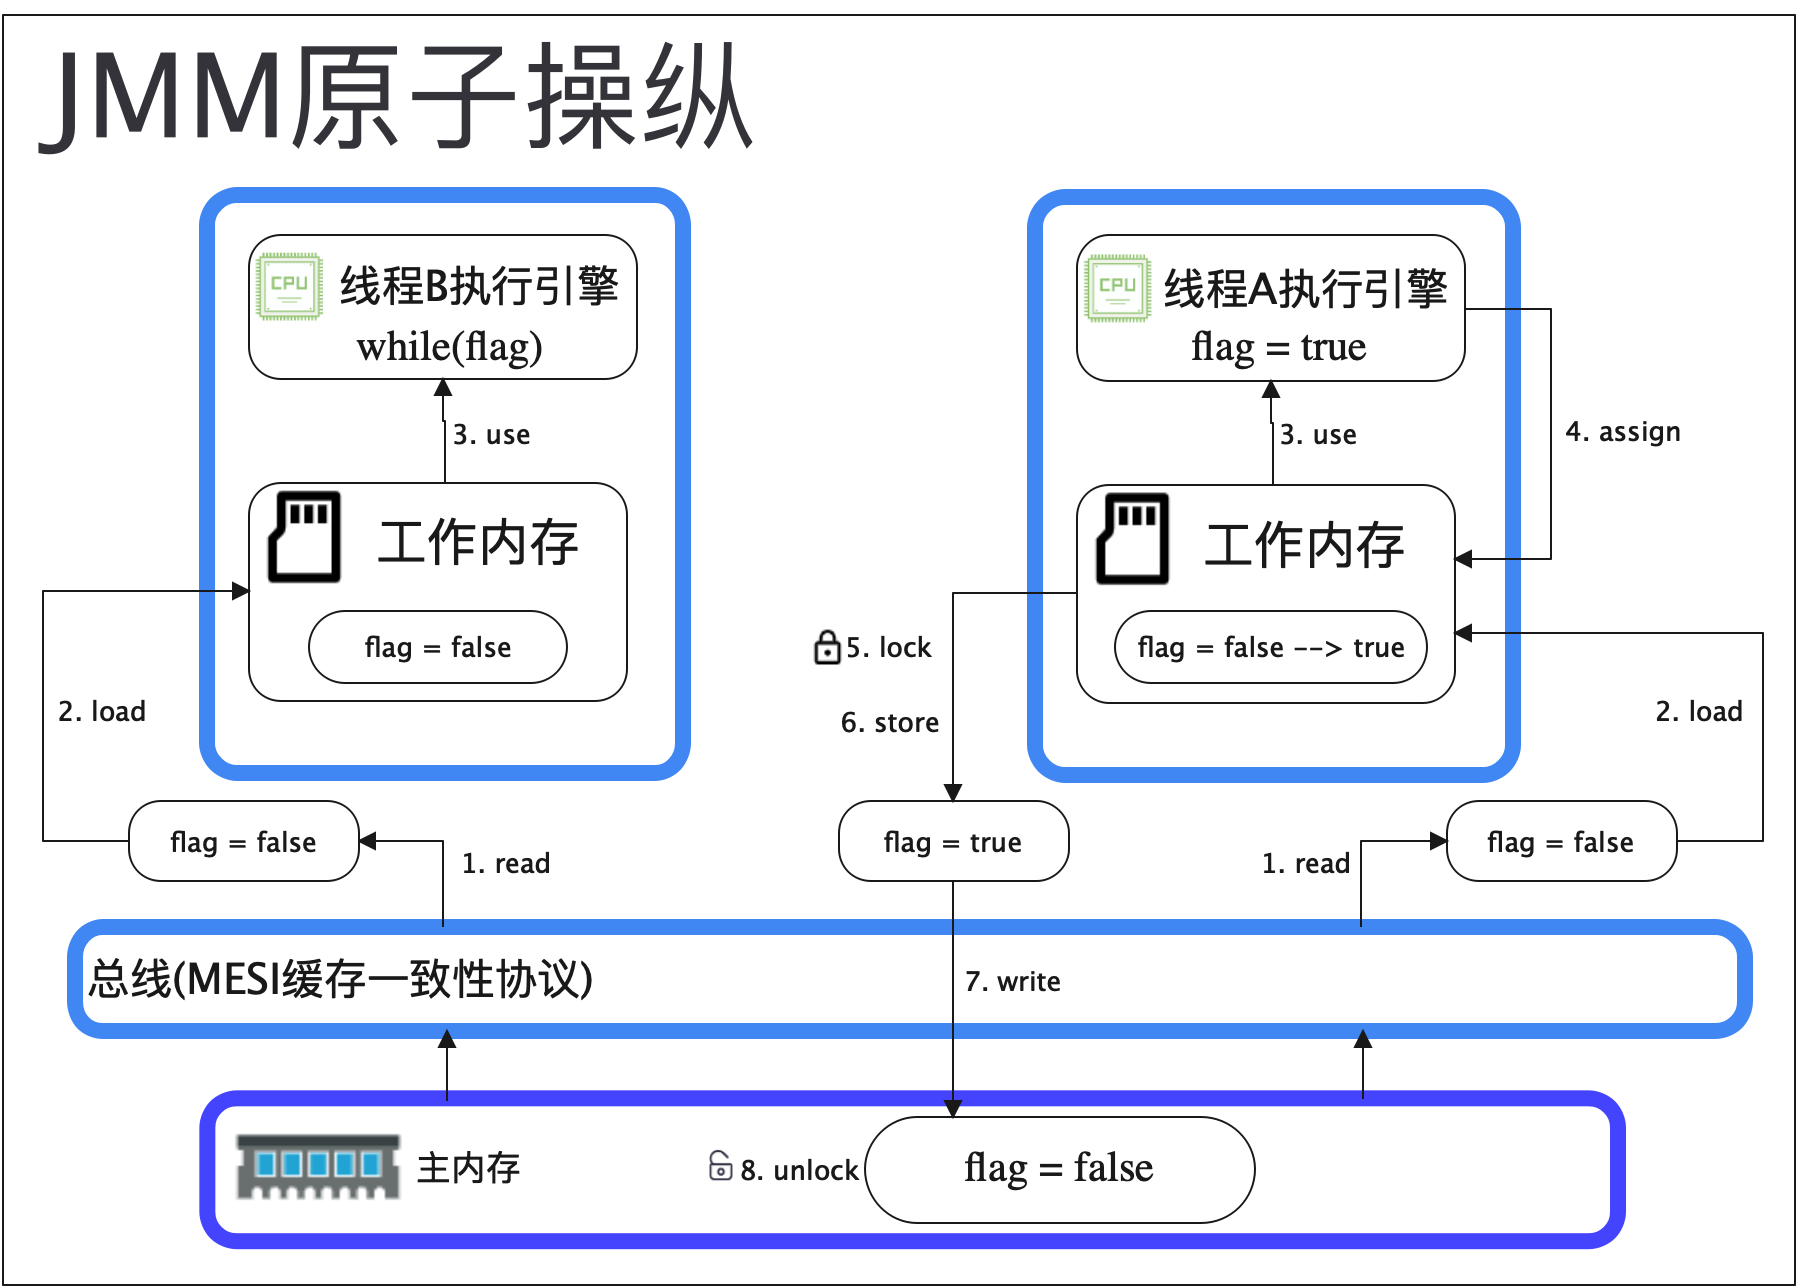 JMM原子操纵
线程B执行引擎
while(flag)
3. use
工作内存
flag = false
2. load
flag = false
1. read
线程A执行引擎
flag = true
3. use
4. assign
工作内存
flag = false --> true
5. lock
6. store
flag = true
2. load
flag = false
1. read
总线(MESI缓存一致性协议)
7. write
主内存
8. unlock
flag = false
CPU
CPU